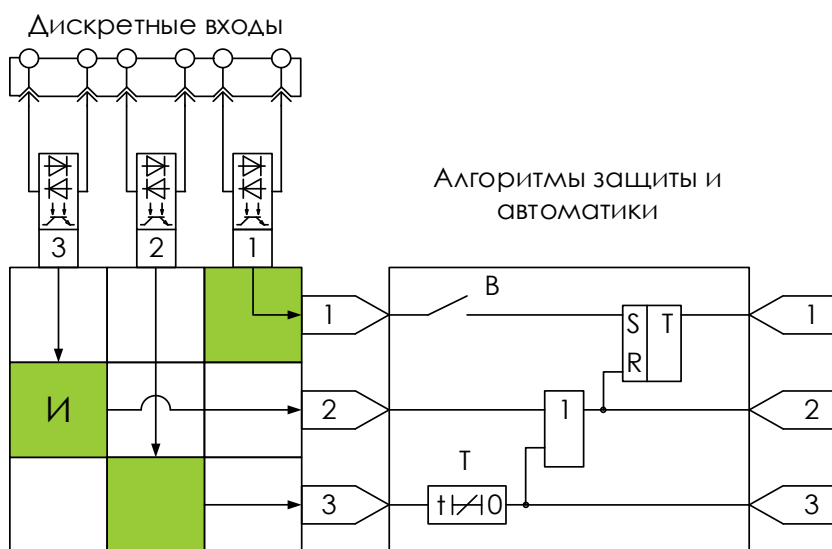 Дискретные входы
Алгоритмы защиты и
автоматики
3 2 1
1 В S T 1
R
И 2 1 2
T
3 t 0 3